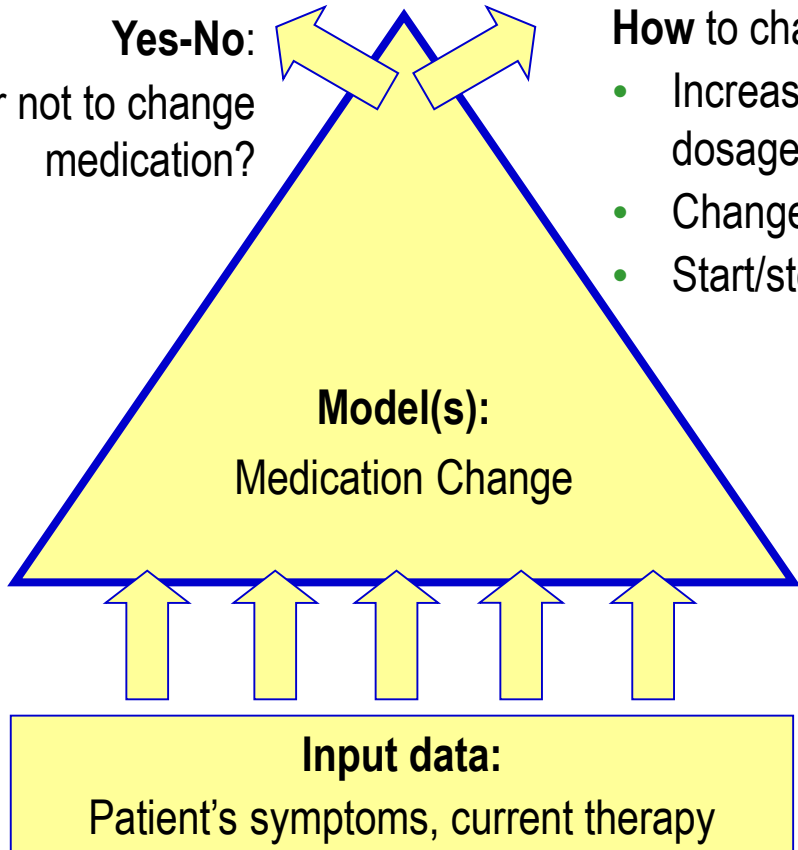 Yes-No:
not to change
medication?
How to cha
Increas
dosage
Change
Start/st
Model(s):
Medication Change
Input data:
Patient's symptoms, current therapy